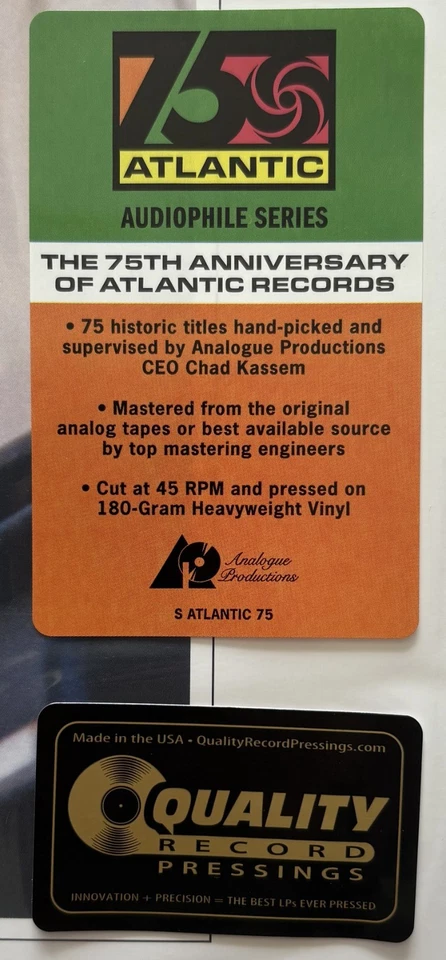 75
ATLANTIC
AUDIOPHILE SERIES
THE 75TH ANNIVERSARY
OF ATLANTIC RECORDS
• 75 historic titles hand-picked and
supervised by Analogue Productions
CEO Chad Kassem
• Mastered from the original
analog tapes or best available source
by top mastering engineers
• Cut at 45 RPM and pressed on
180-Gram Heavyweight Vinyl
AP Analogue
Productions
S ATLANTIC 75
Made in the USA • QualityRecordPressings.com
QUALITY
RECORD
PRESSINGS
INNOVATION + PRECISION = THE BEST LPs EVER PRESSED